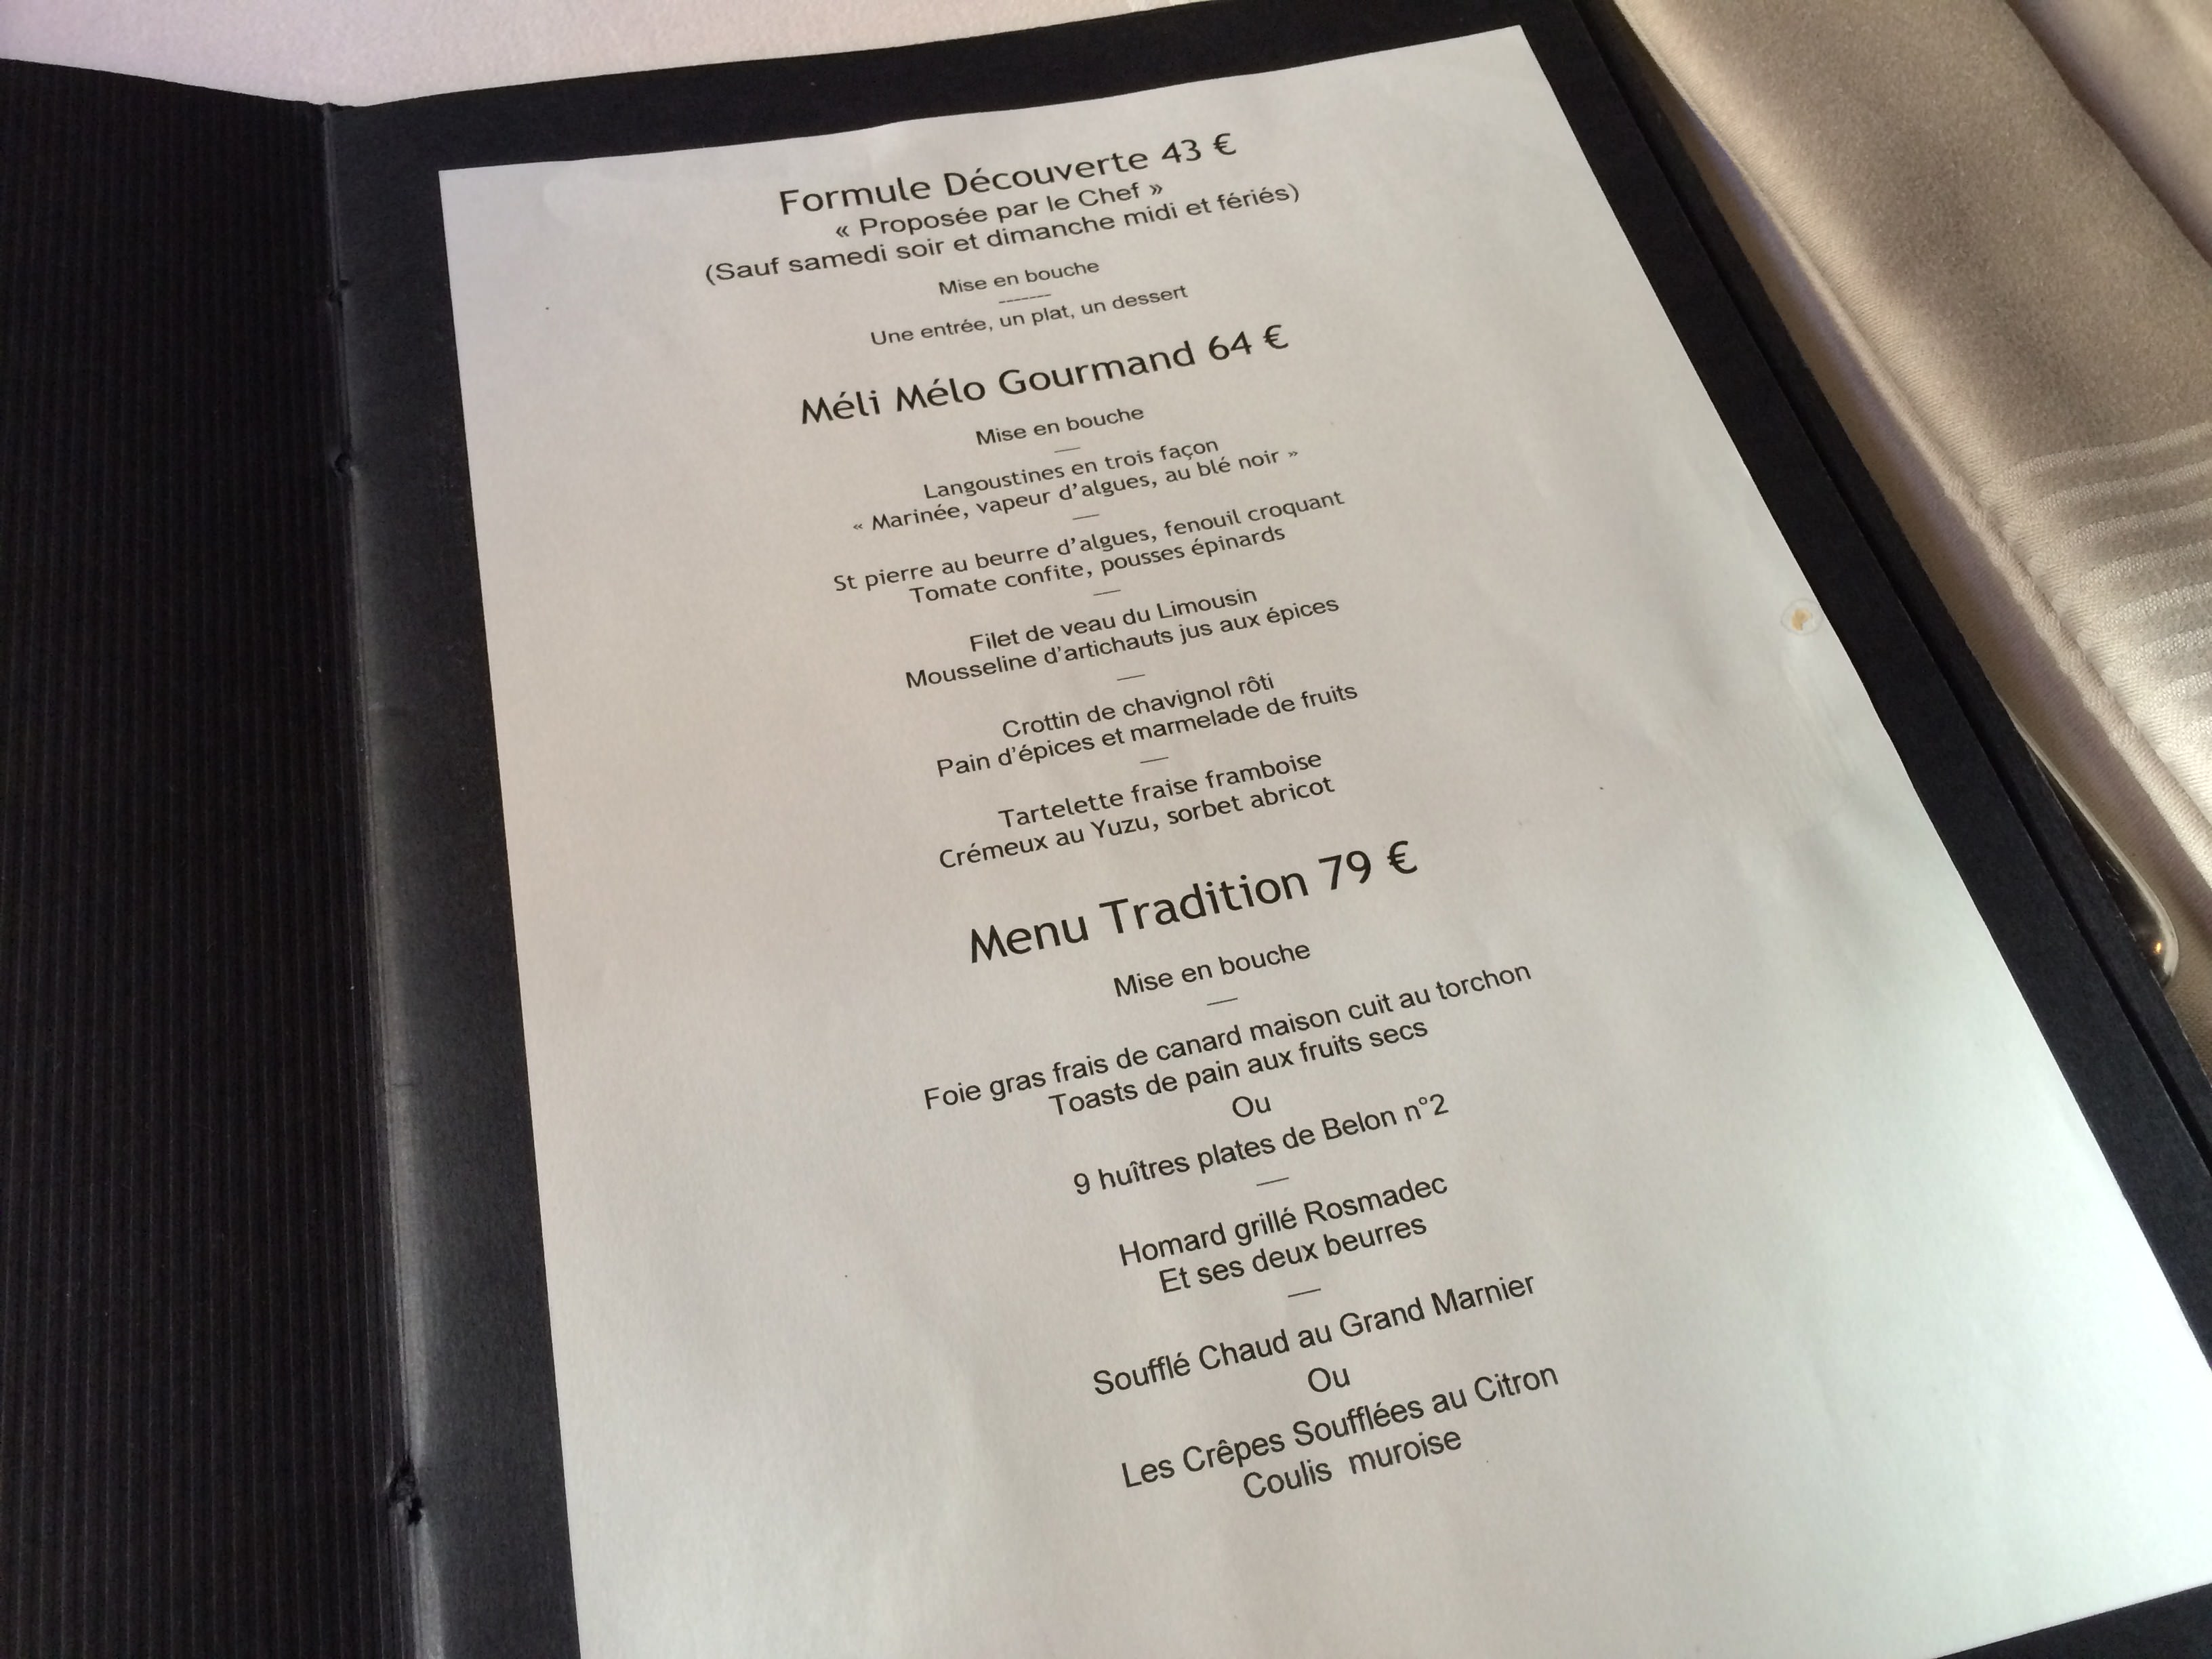 Formule Découverte 43 €
« Proposée par le Chef »
(Sauf samedi soir et dimanche midi et fériés)
Mise en bouche
-------
Une entrée, un plat, un dessert
Méli Mélo Gourmand 64 €
Mise en bouche
—
Langoustines en trois façon
« Marinée, vapeur d'algues, au blé noir »
—
St pierre au beurre d'algues, fenouil croquant
Tomate confite, pousses épinards
—
Filet de veau du Limousin
Mousseline d'artichauts jus aux épices
—
Crottin de chavignol rôti
Pain d'épices et marmelade de fruits
—
Tartelette fraise framboise
Crémeux au Yuzu, sorbet abricot
Menu Tradition 79 €
Mise en bouche
—
Foie gras frais de canard maison cuit au torchon
Toasts de pain aux fruits secs
Ou
9 huîtres plates de Belon n°2
—
Homard grillé Rosmadec
Et ses deux beurres
—
Soufflé Chaud au Grand Marnier
Ou
Les Crêpes Soufflées au Citron
Coulis muroise